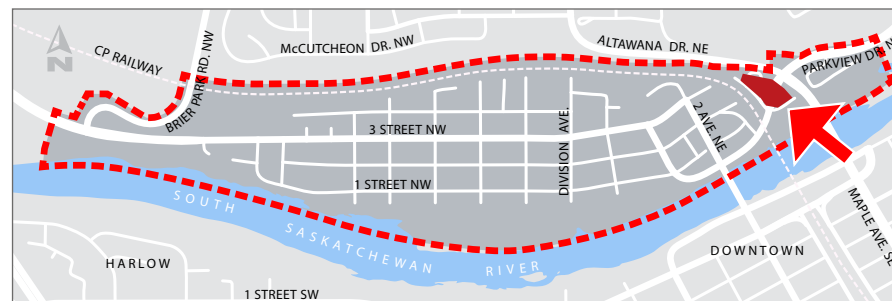 McCUTCHEON DR. NW
ALTAWANA DR. NE
CP RAILWAY
BRIER PARK RD. NW
PARKVIEW DR. N
N
3 STREET NW
2 AVE. NE
DIVISION AVE.
1 STREET NW
SOUTH
SASKATCHEWAN
RIVER
MAPLE AVE. SE
DOWNTOWN
HARLOW
1 STREET SW